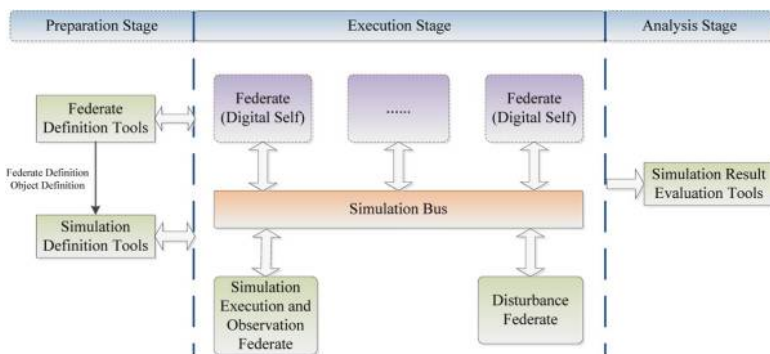 Preparation Stage
Execution Stage
Analysis Stage
Federate
Definition Tools
Federate Definition
Object Definition
Simulation
Definition Tools
Federate
(Digital Self)
......
Federate
(Digital Self)
Simulation Bus
Simulation
Execution and
Observation
Federate
Disturbance
Federate
Simulation Result
Evaluation Tools